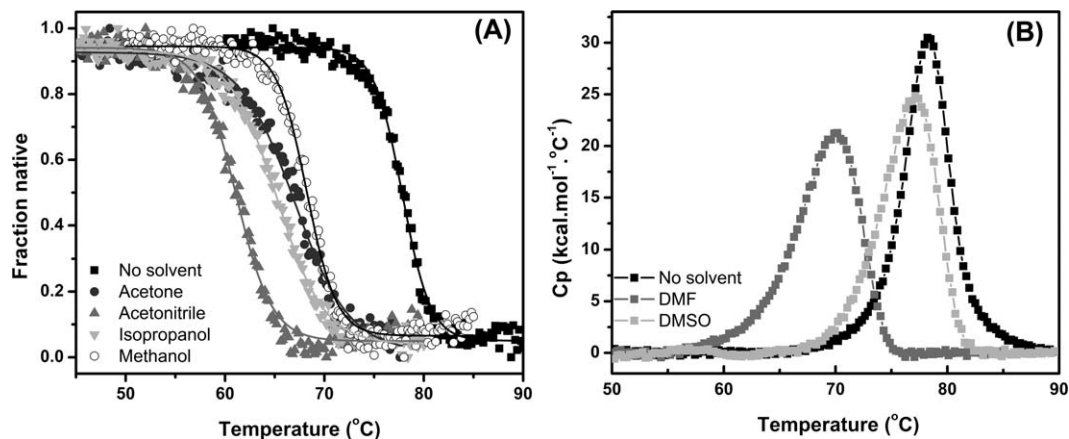 (A)
Fraction native
1.0
0.8
0.6
0.4
0.2
0.0
No solvent
Acetone
Acetonitrile
Isopropanol
Methanol
50 60 70 80 90
Temperature (°C)
(B)
Cp (kcal.mol⁻¹.°C⁻¹)
30
25
20
15
10
5
0
No solvent
DMF
DMSO
50 60 70 80 90
Temperature (°C)